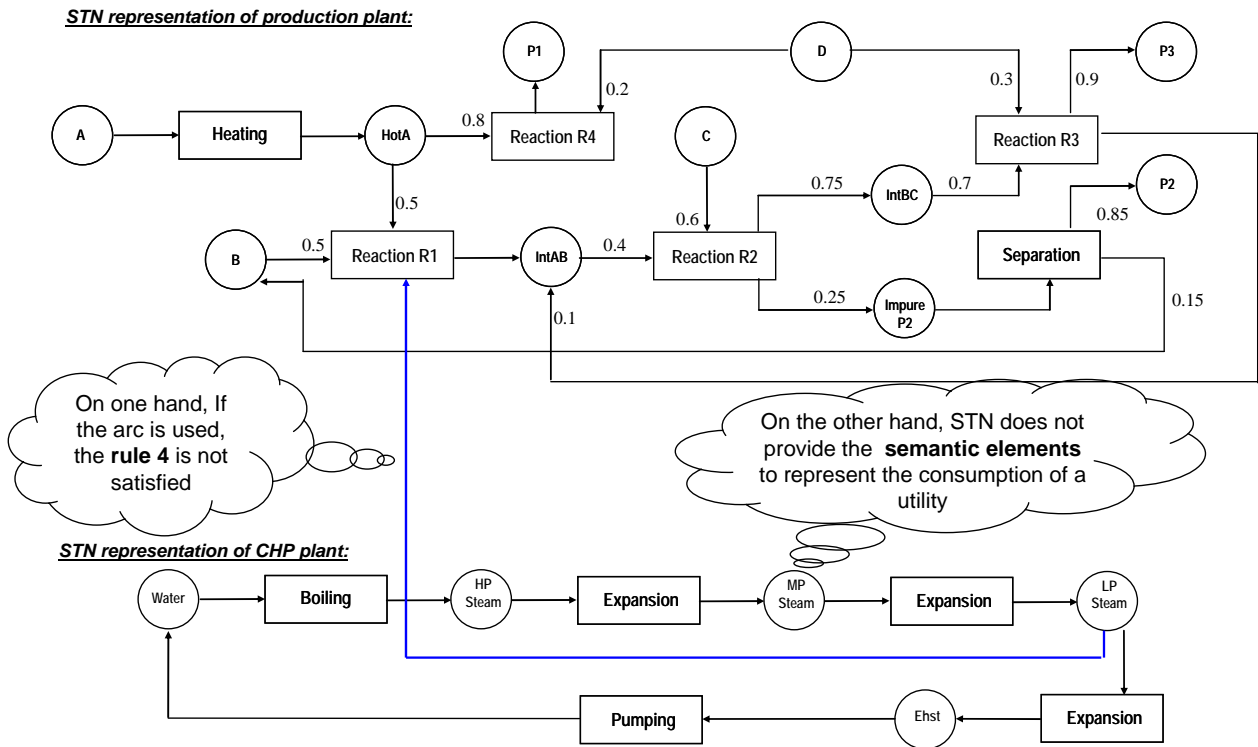 STN representation of production plant:
P1
D
P3
0.2
0.3
0.9
A
Heating
HotA
0.8
Reaction R4
C
Reaction R3
0.5
0.75
IntBC
0.7
P2
0.6
0.85
B
0.5
Reaction R1
IntAB
0.4
Reaction R2
Separation
0.25
Impure
P2
0.15
0.1
On one hand, If
the arc is used,
the rule 4 is not
satisfied
On the other hand, STN does not
provide the semantic elements
to represent the consumption of a
utility
STN representation of CHP plant:
Water
Boiling
HP
Steam
Expansion
MP
Steam
Expansion
LP
Steam
Pumping
Ehst
Expansion